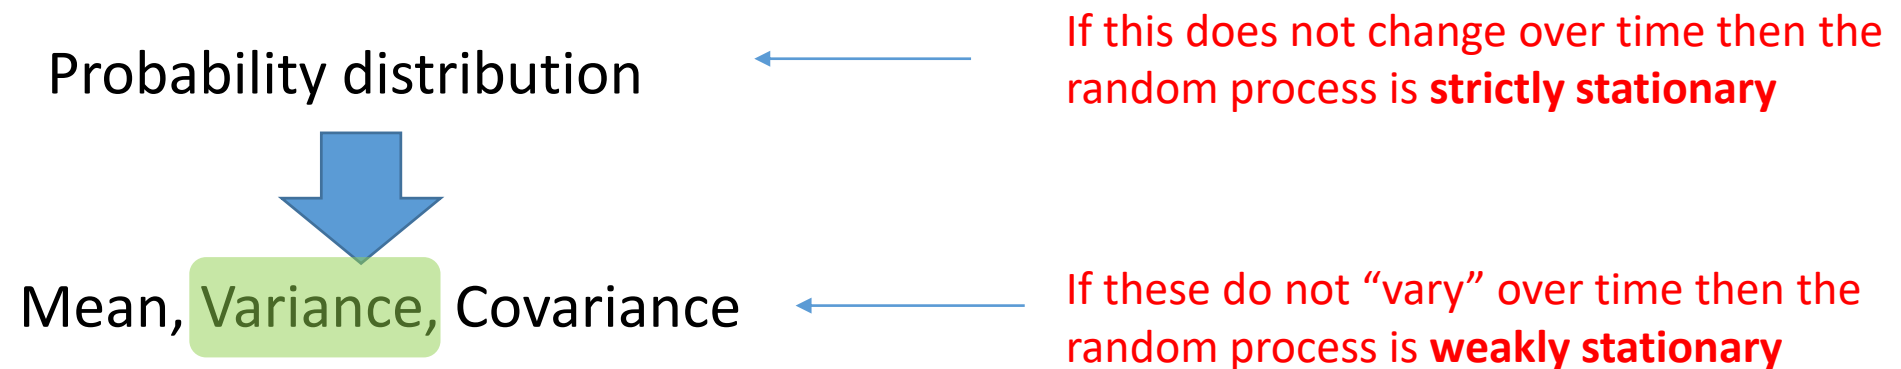 Probability distribution
If this does not change over time then the
random process is strictly stationary
Mean, Variance, Covariance
If these do not “vary” over time then the
random process is weakly stationary